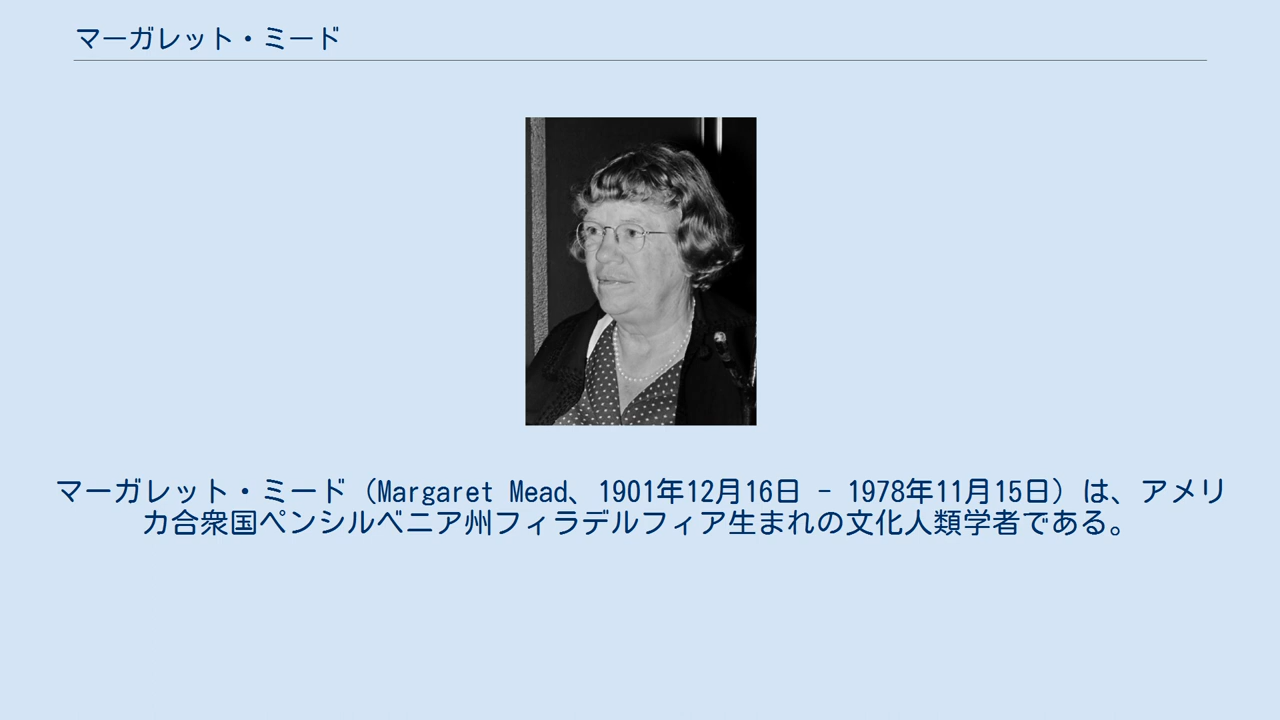 マーガレット・ミード
マーガレット・ミード（Margaret Mead、1901年12月16日 - 1978年11月15日）は、アメリ
カ合衆国ペンシルベニア州フィラデルフィア生まれの文化人類学者である。